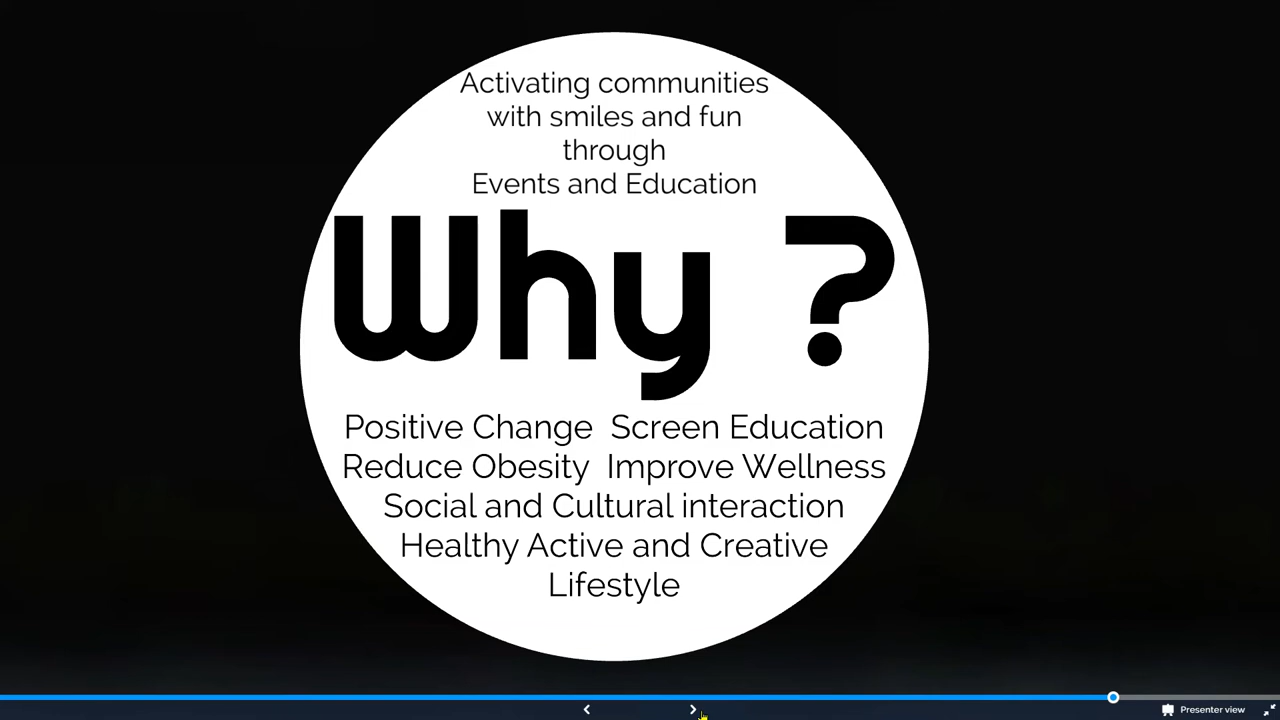 Activating communities
with smiles and fun
through
Events and Education
Why ?
Positive Change  Screen Education
Reduce Obesity  Improve Wellness
Social and Cultural interaction
Healthy Active and Creative
Lifestyle
Presenter view